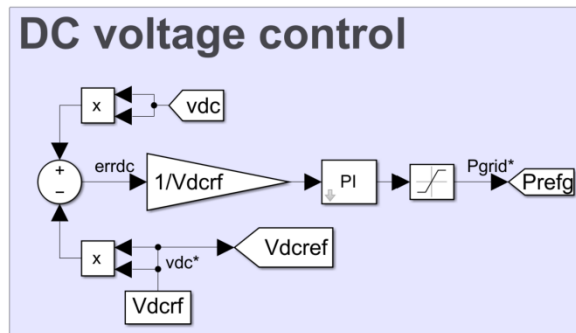 DC voltage control
x
vdc
+
−
errdc
1/Vdcrf
PI
Pgrid*
Prefg
x
vdc*
Vdcref
Vdcrf